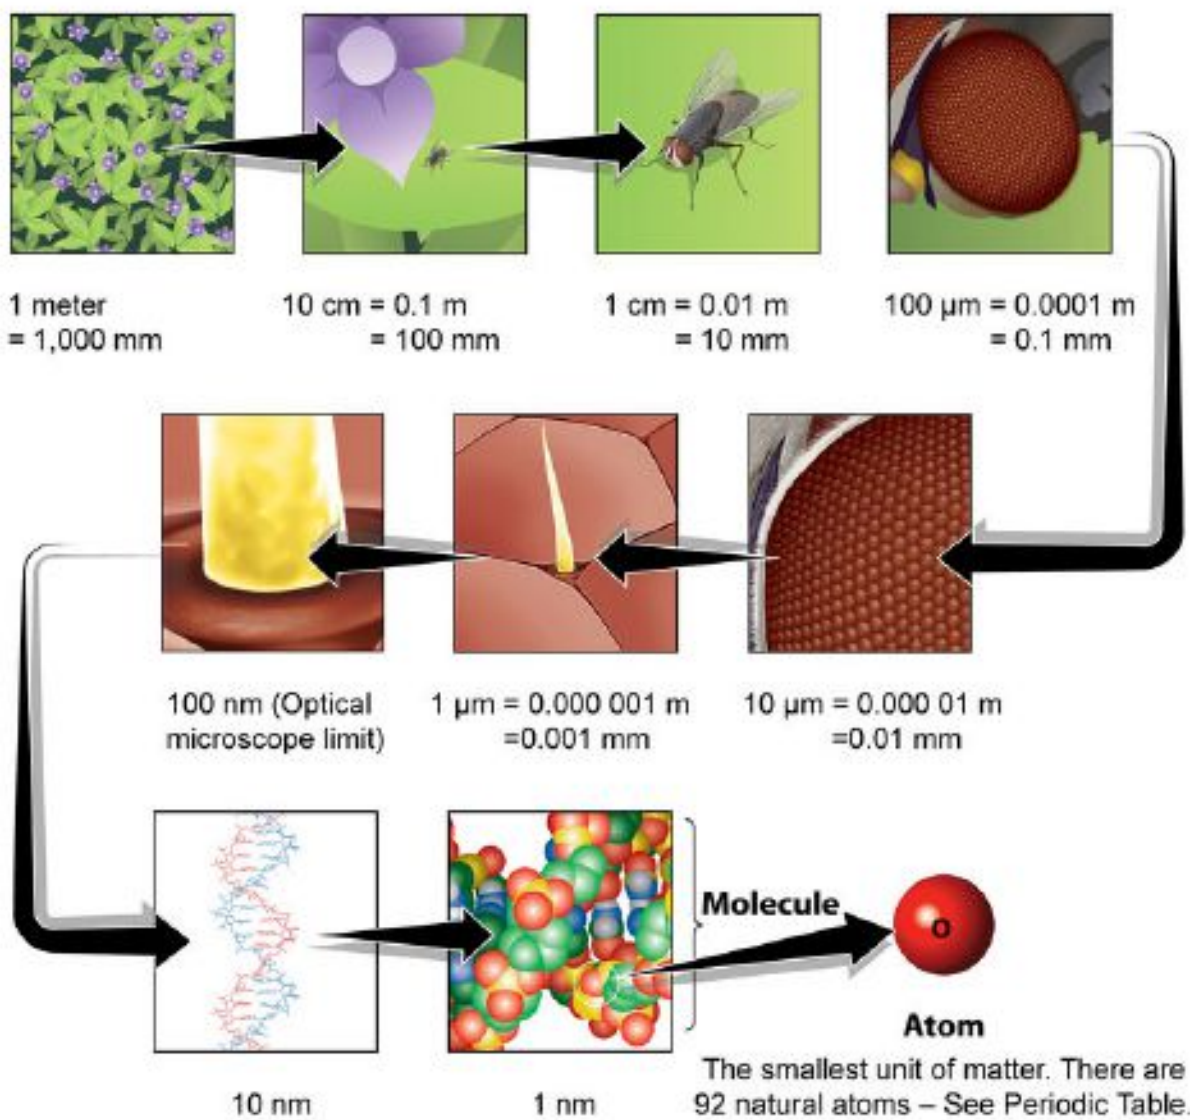 1 meter
= 1,000 mm
10 cm = 0.1 m
= 100 mm
1 cm = 0.01 m
= 10 mm
100 µm = 0.0001 m
= 0.1 mm
100 nm (Optical
microscope limit)
1 µm = 0.000 001 m
=0.001 mm
10 µm = 0.000 01 m
=0.01 mm
10 nm
1 nm
Molecule
O
Atom
The smallest unit of matter. There are
92 natural atoms – See Periodic Table